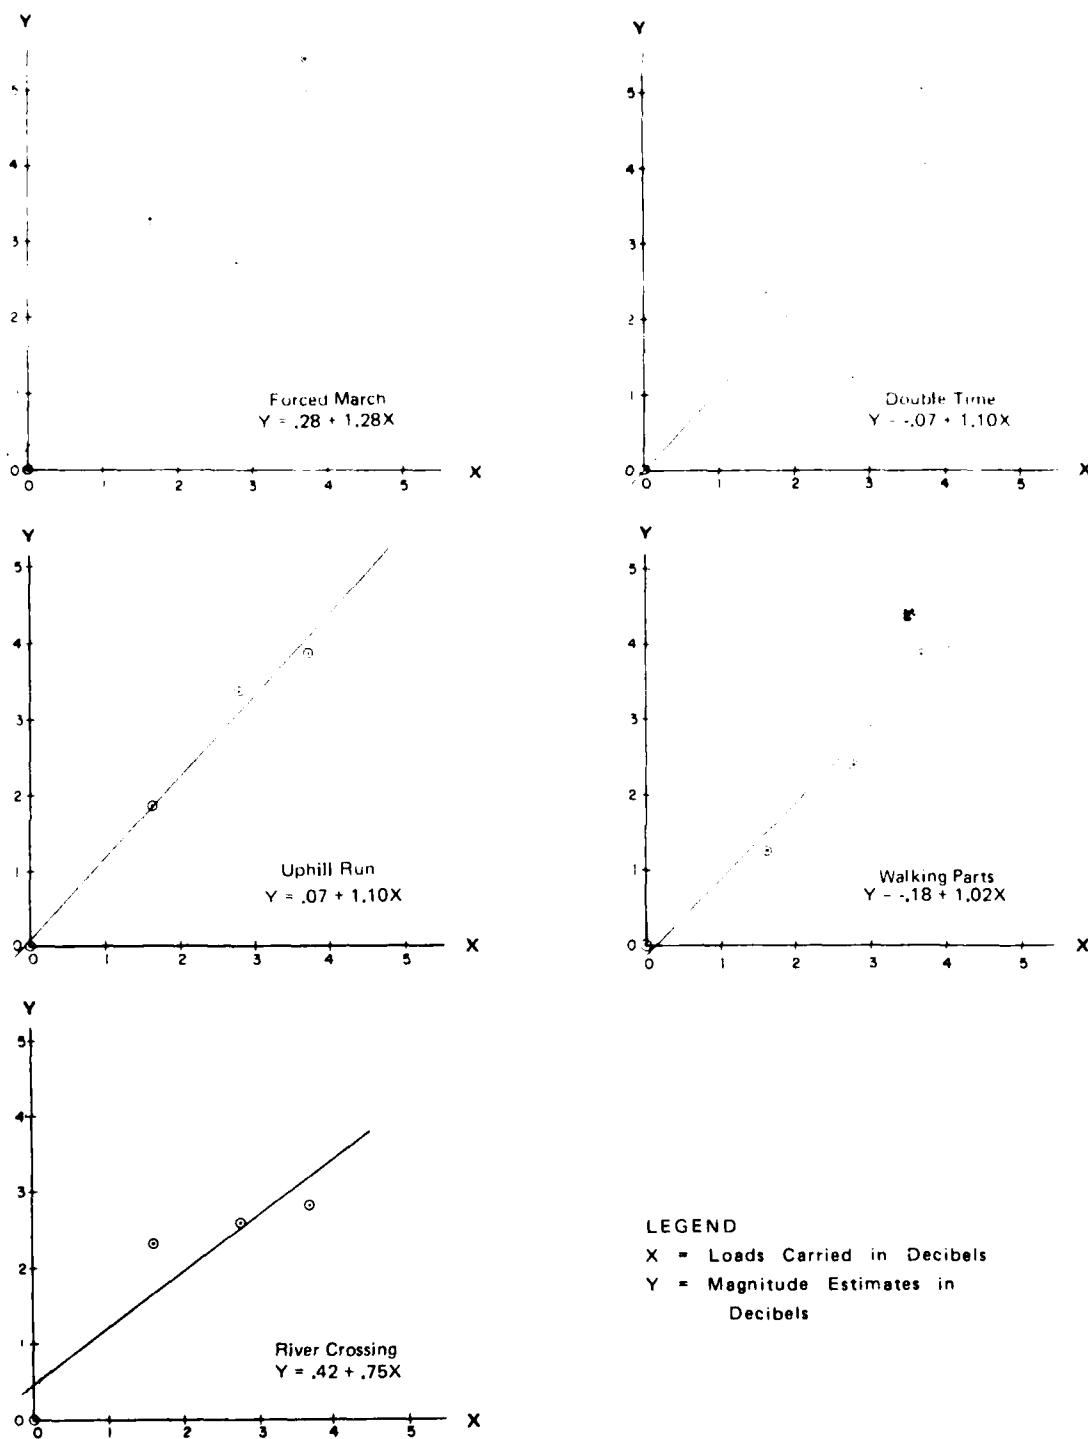 Y
5
4
3
2
1
0
0 1 2 3 4 5 X
Forced March
Y = .28 + 1.28X
Y
5
4
3
2
1
0
0 1 2 3 4 5 X
Double Time
Y - -.07 + 1.10X
Y
5
4
3
2
1
0
0 1 2 3 4 5 X
Uphill Run
Y = .07 + 1.10X
Y
5
4
3
2
1
0
0 1 2 3 4 5 X
Walking Parts
Y - -.18 + 1.02X
Y
5
4
3
2
1
0
0 1 2 3 4 5 X
River Crossing
Y = .42 + .75X
LEGEND
X = Loads Carried in Decibels
Y = Magnitude Estimates in
Decibels